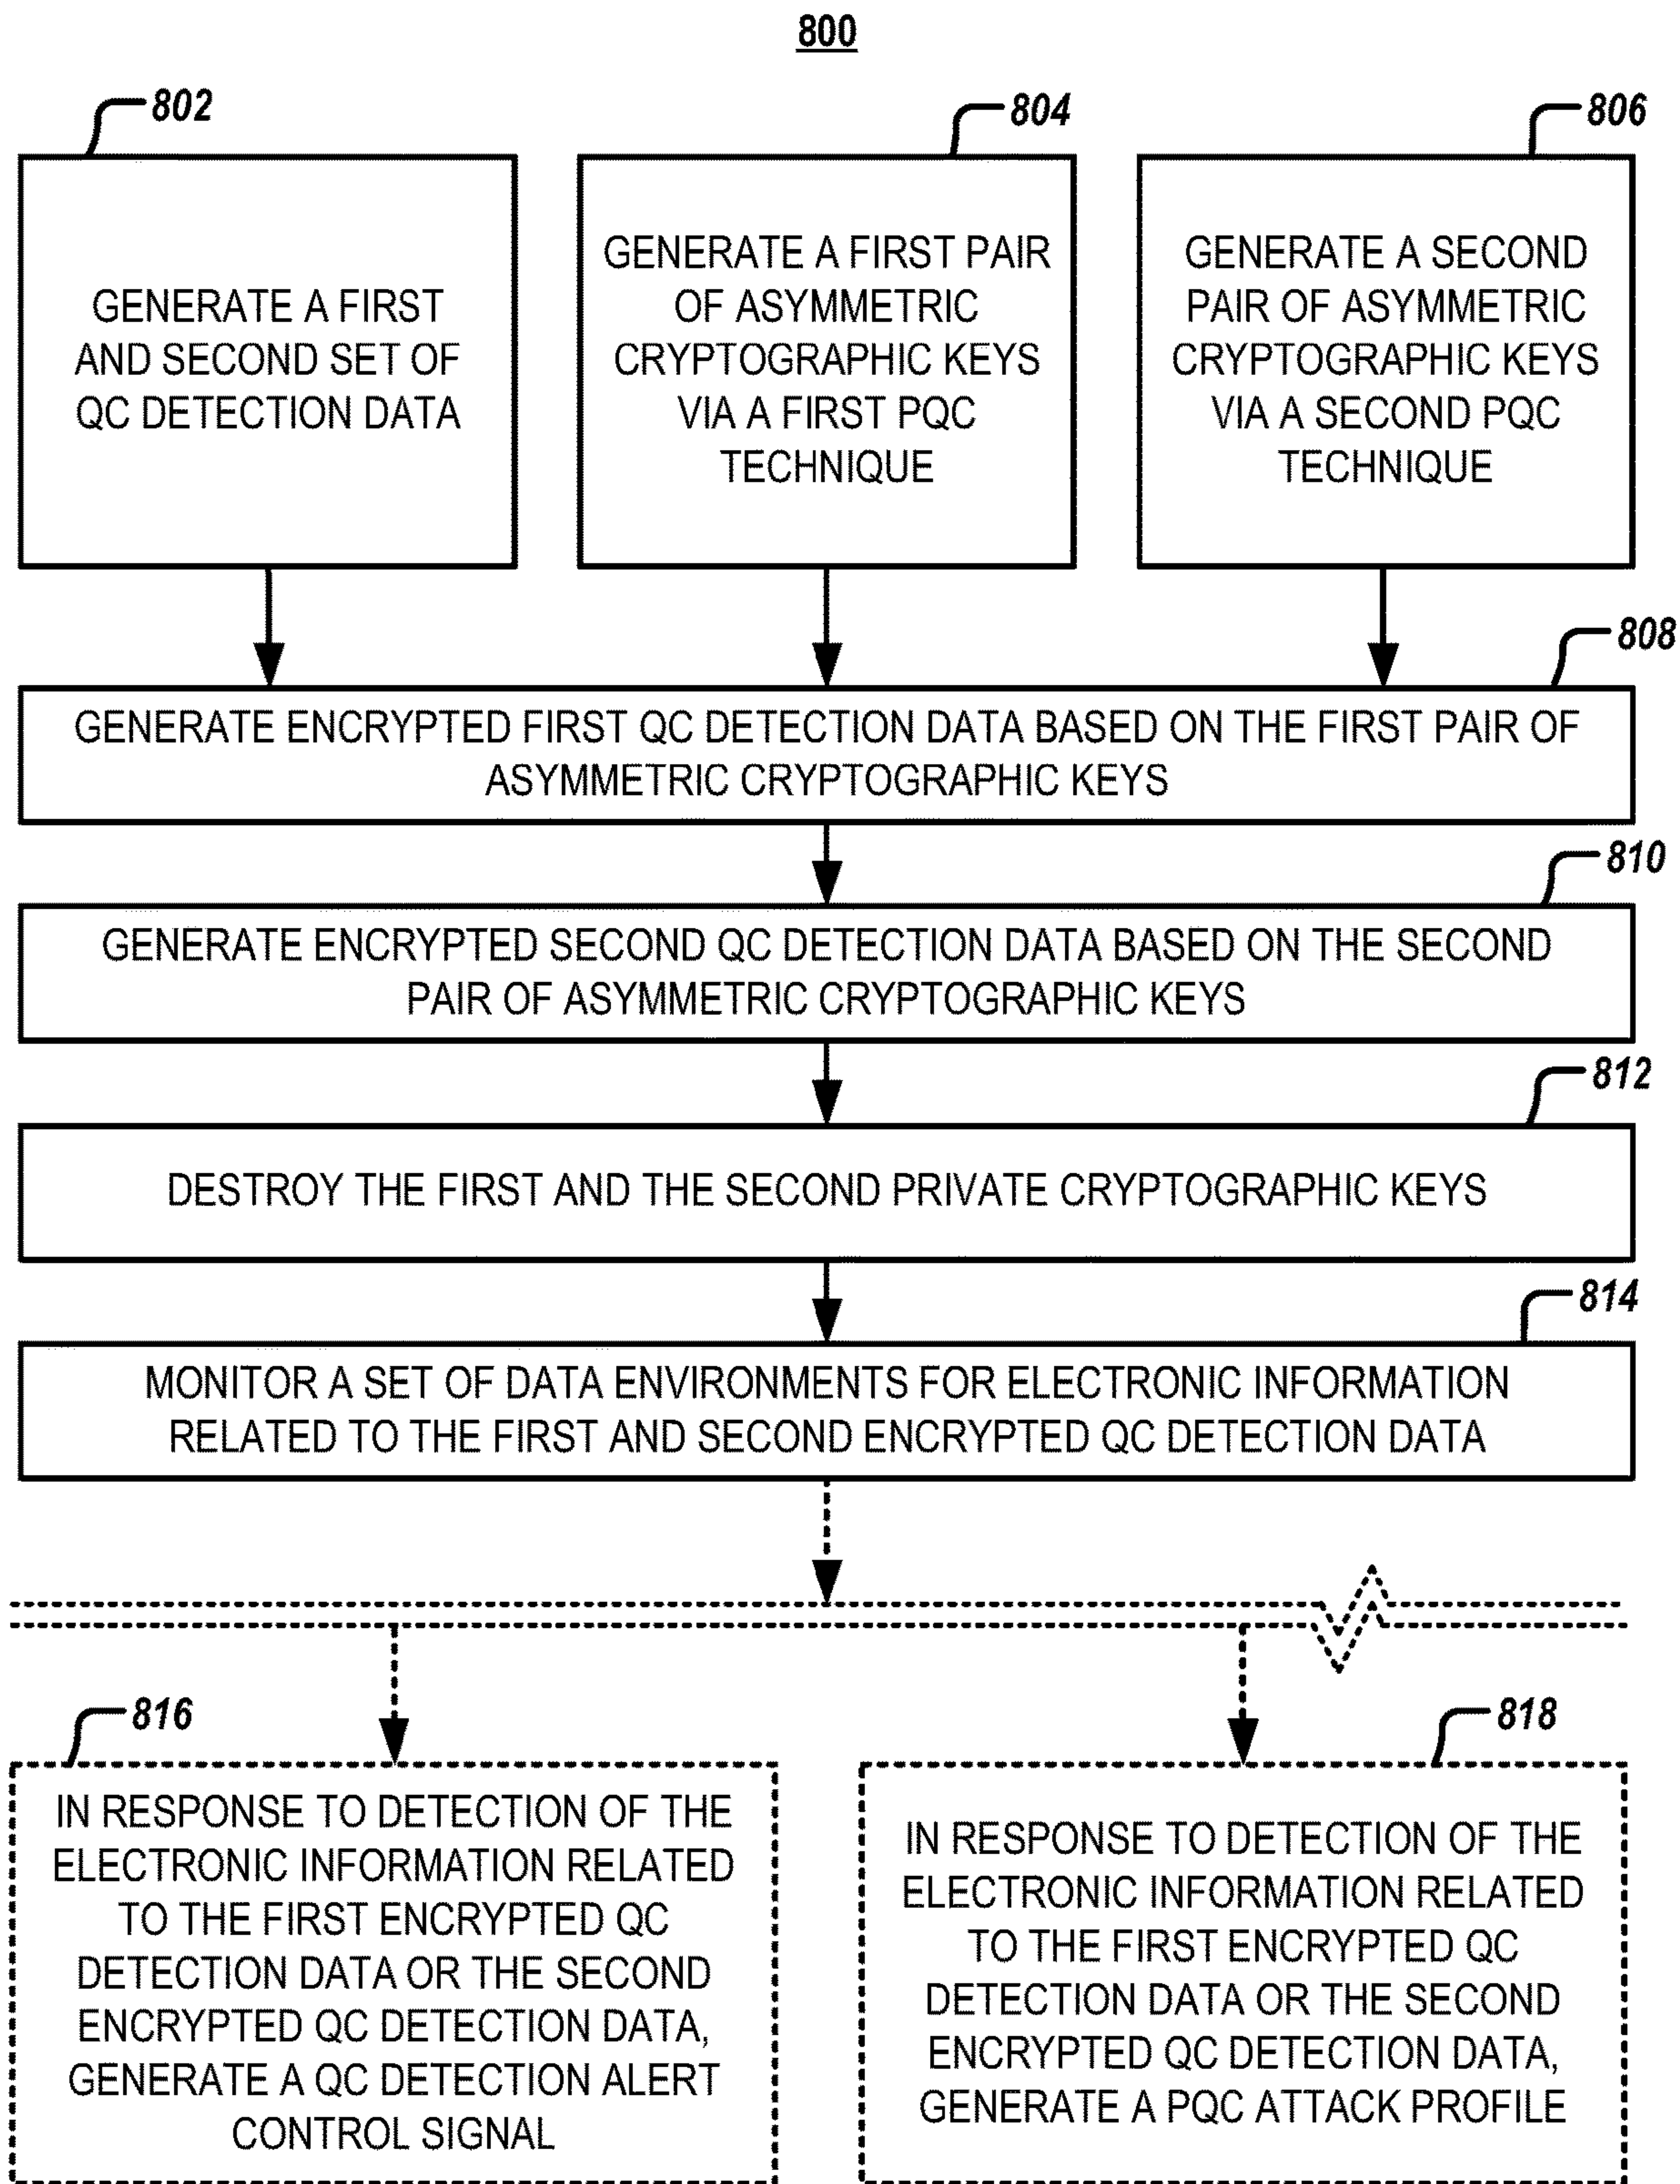 800
802
804
806
GENERATE A FIRST
AND SECOND SET OF
QC DETECTION DATA
GENERATE A FIRST PAIR
OF ASYMMETRIC
CRYPTOGRAPHIC KEYS
VIA A FIRST PQC
TECHNIQUE
GENERATE A SECOND
PAIR OF ASYMMETRIC
CRYPTOGRAPHIC KEYS
VIA A SECOND PQC
TECHNIQUE
808
GENERATE ENCRYPTED FIRST QC DETECTION DATA BASED ON THE FIRST PAIR OF
ASYMMETRIC CRYPTOGRAPHIC KEYS
810
GENERATE ENCRYPTED SECOND QC DETECTION DATA BASED ON THE SECOND
PAIR OF ASYMMETRIC CRYPTOGRAPHIC KEYS
812
DESTROY THE FIRST AND THE SECOND PRIVATE CRYPTOGRAPHIC KEYS
814
MONITOR A SET OF DATA ENVIRONMENTS FOR ELECTRONIC INFORMATION
RELATED TO THE FIRST AND SECOND ENCRYPTED QC DETECTION DATA
816
IN RESPONSE TO DETECTION OF THE
ELECTRONIC INFORMATION RELATED
TO THE FIRST ENCRYPTED QC
DETECTION DATA OR THE SECOND
ENCRYPTED QC DETECTION DATA,
GENERATE A QC DETECTION ALERT
CONTROL SIGNAL
818
IN RESPONSE TO DETECTION OF THE
ELECTRONIC INFORMATION RELATED
TO THE FIRST ENCRYPTED QC
DETECTION DATA OR THE SECOND
ENCRYPTED QC DETECTION DATA,
GENERATE A PQC ATTACK PROFILE